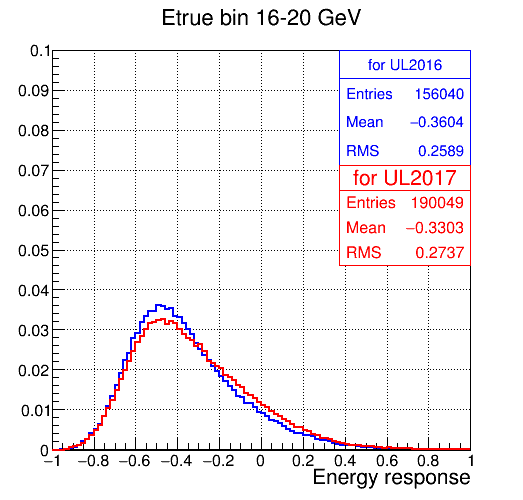 Etrue bin 16-20 GeV
0.1
0.09
0.08
0.07
0.06
0.05
0.04
0.03
0.02
0.01
0
for UL2016
Entries 156040
Mean −0.3604
RMS 0.2589
for UL2017
Entries 190049
Mean −0.3303
RMS 0.2737
−1 −0.8 −0.6 −0.4 −0.2 0 0.2 0.4 0.6 0.8 1
Energy response